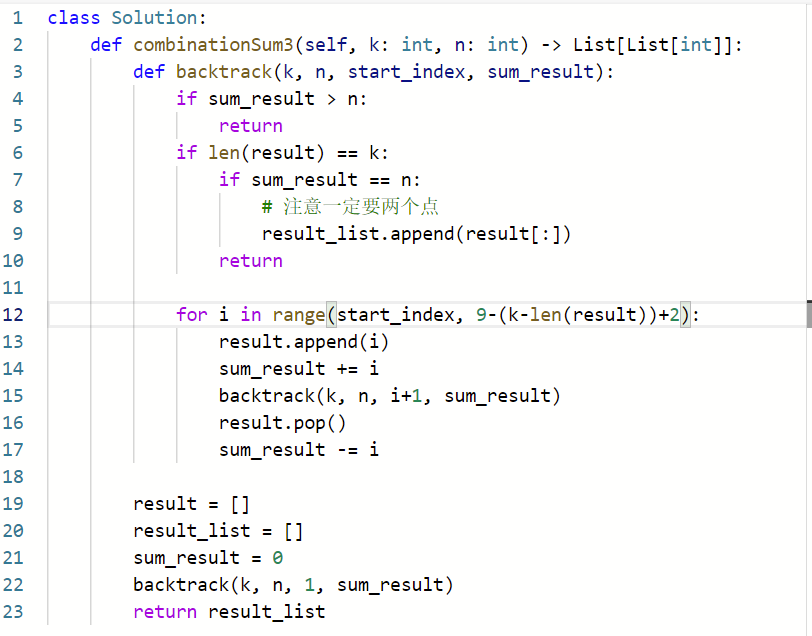 1 class Solution:
2     def combinationSum3(self, k: int, n: int) -> List[List[int]]:
3         def backtrack(k, n, start_index, sum_result):
4             if sum_result > n:
5                 return
6             if len(result) == k:
7                 if sum_result == n:
8                     # 注意一定要两个点
9                     result_list.append(result[:])
10                 return
11
12             for i in range(start_index, 9-(k-len(result))+2):
13                 result.append(i)
14                 sum_result += i
15                 backtrack(k, n, i+1, sum_result)
16                 result.pop()
17                 sum_result -= i
18
19         result = []
20         result_list = []
21         sum_result = 0
22         backtrack(k, n, 1, sum_result)
23         return result_list